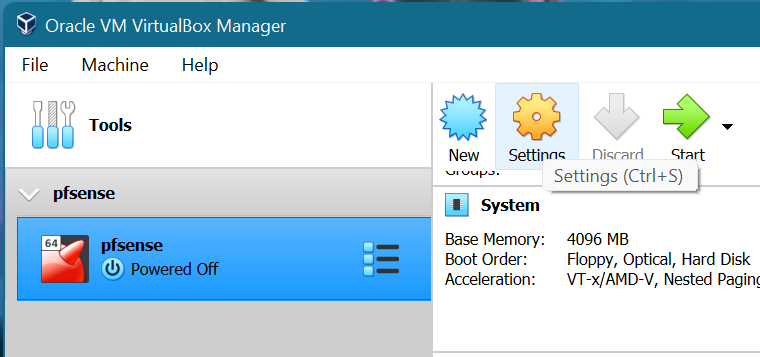 Oracle VM VirtualBox Manager
File Machine Help
Tools
New Settings Discard Start
Groups:
Settings (Ctrl+S)
pfsense
System
64
pfsense
Powered Off
Base Memory: 4096 MB
Boot Order: Floppy, Optical, Hard Disk
Acceleration: VT-x/AMD-V, Nested Paging